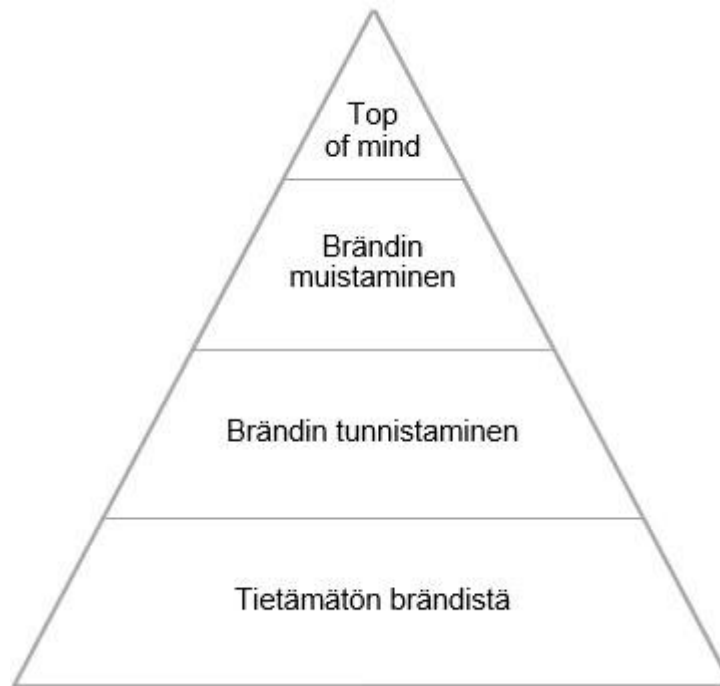 Top
of mind
Brändin
muistaminen
Brändin tunnistaminen
Tietämätön brändistä